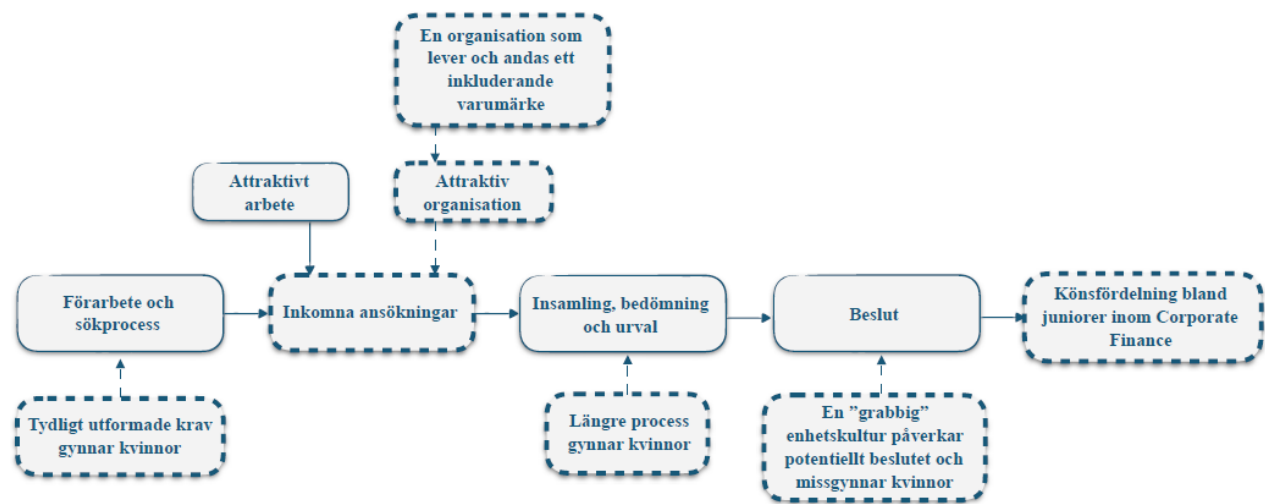 En organisation som
lever och andas ett
inkluderande
varumärke
Attraktivt
arbete
Attraktiv
organisation
Förarbete och
sökprocess
Inkomna ansökningar
Insamling, bedömning
och urval
Beslut
Könsfördelning bland
juniorer inom Corporate
Finance
Tydligt utformade krav
gynnar kvinnor
Längre process
gynnar kvinnor
En ”grabbig”
enhetskultur påverkar
potentiellt beslutet och
missgynnar kvinnor